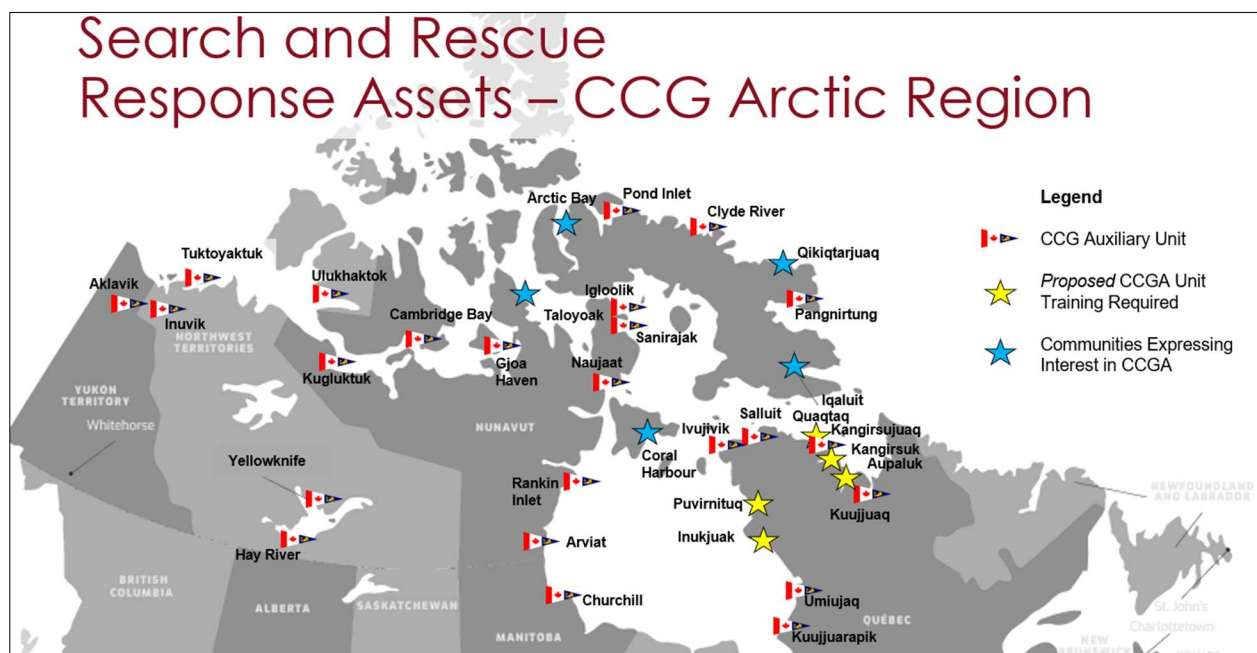 Search and Rescue
Response Assets – CCG Arctic Region
Legend
CCG Auxiliary Unit
Proposed CCGA Unit
Training Required
Communities Expressing
Interest in CCGA
Arctic Bay
Pond Inlet
Clyde River
Qikiqtarjuaq
Tuktoyaktuk
Aklavik
Inuvik
Ulukhaktok
Cambridge Bay
Kugluktuk
Gjoa
Haven
Taloyoak
Igloolik
Sanirajak
Naujaat
Pangnirtung
Iqaluit
NORTHWEST
TERRITORIES
YUKON
TERRITORY
Whitehorse
NUNAVUT
Yellowknife
Hay River
Rankin
Inlet
Coral
Harbour
Ivujivik
Salluit
Quaqtaq
Kangirsujuaq
Kangirsuk
Aupaluk
Kuujjuaq
Puvirnituq
Inukjuak
Arviat
Churchill
Umiujaq
Kuujjuarapik
NEWFOUNDLAND
AND LABRADOR
BRITISH
COLUMBIA
ALBERTA
SASKATCHEWAN
MANITOBA
QUÉBEC
St. John's
Charlottetown
NEW
BRUNSWICK